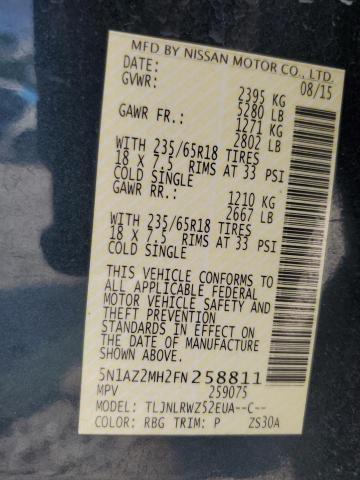 MFD BY NISSAN MOTOR CO., LTD.
DATE: 08/15
GVWR: 2395 KG
5280 LB
GAWR FR.: 1271 KG
2802 LB
WITH 235/65R18 TIRES
18 X 7.5 RIMS AT 33 PSI
COLD SINGLE
GAWR RR.: 1210 KG
2667 LB
WITH 235/65R18 TIRES
18 X 7.5 RIMS AT 33 PSI
COLD SINGLE
THIS VEHICLE CONFORMS TO
ALL APPLICABLE FEDERAL
MOTOR VEHICLE SAFETY AND
THEFT PREVENTION
STANDARDS IN EFFECT ON
THE DATE OF MANUFACTURE
SHOWN ABOVE.
5N1AZ2MH2FN258811
MPV 259075
MODEL: TLJNLRWZ52EUA--C--
COLOR: RBG TRIM: P ZS30A